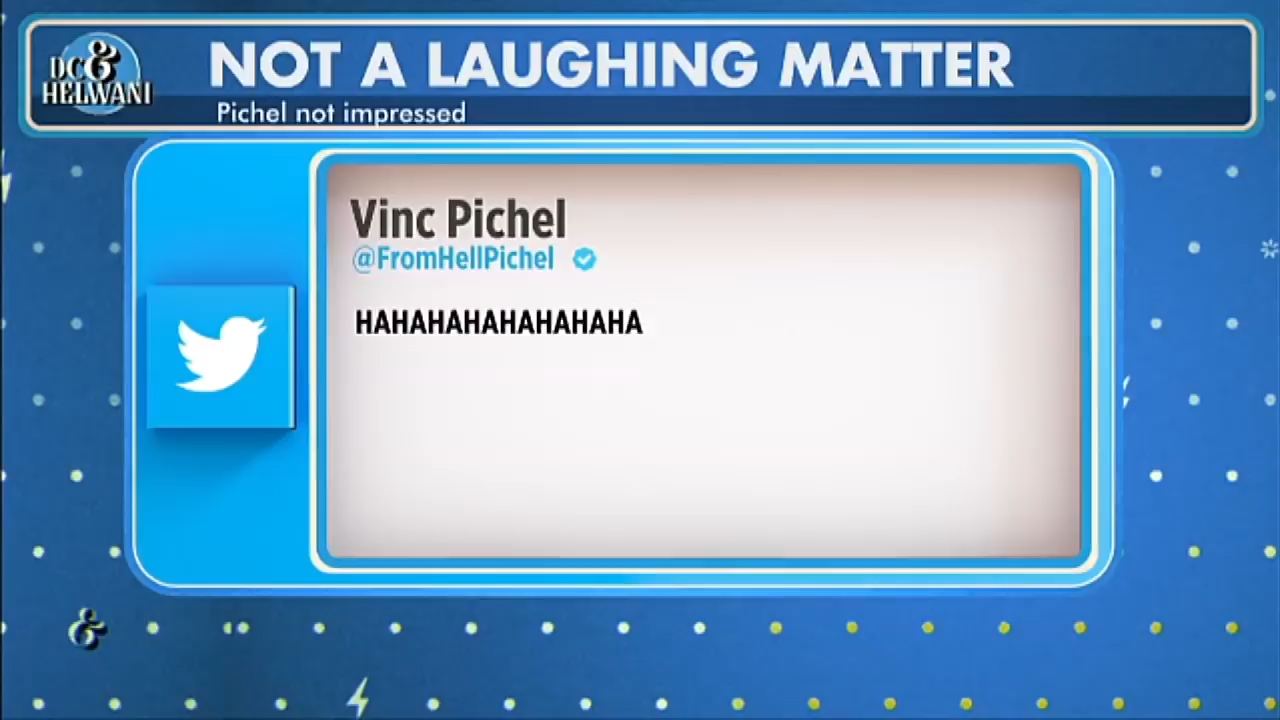 DC &
HELWANI
NOT A LAUGHING MATTER
Pichel not impressed
Vinc Pichel
@FromHellPichel
HAHAHAHAHAHAHAHA
&